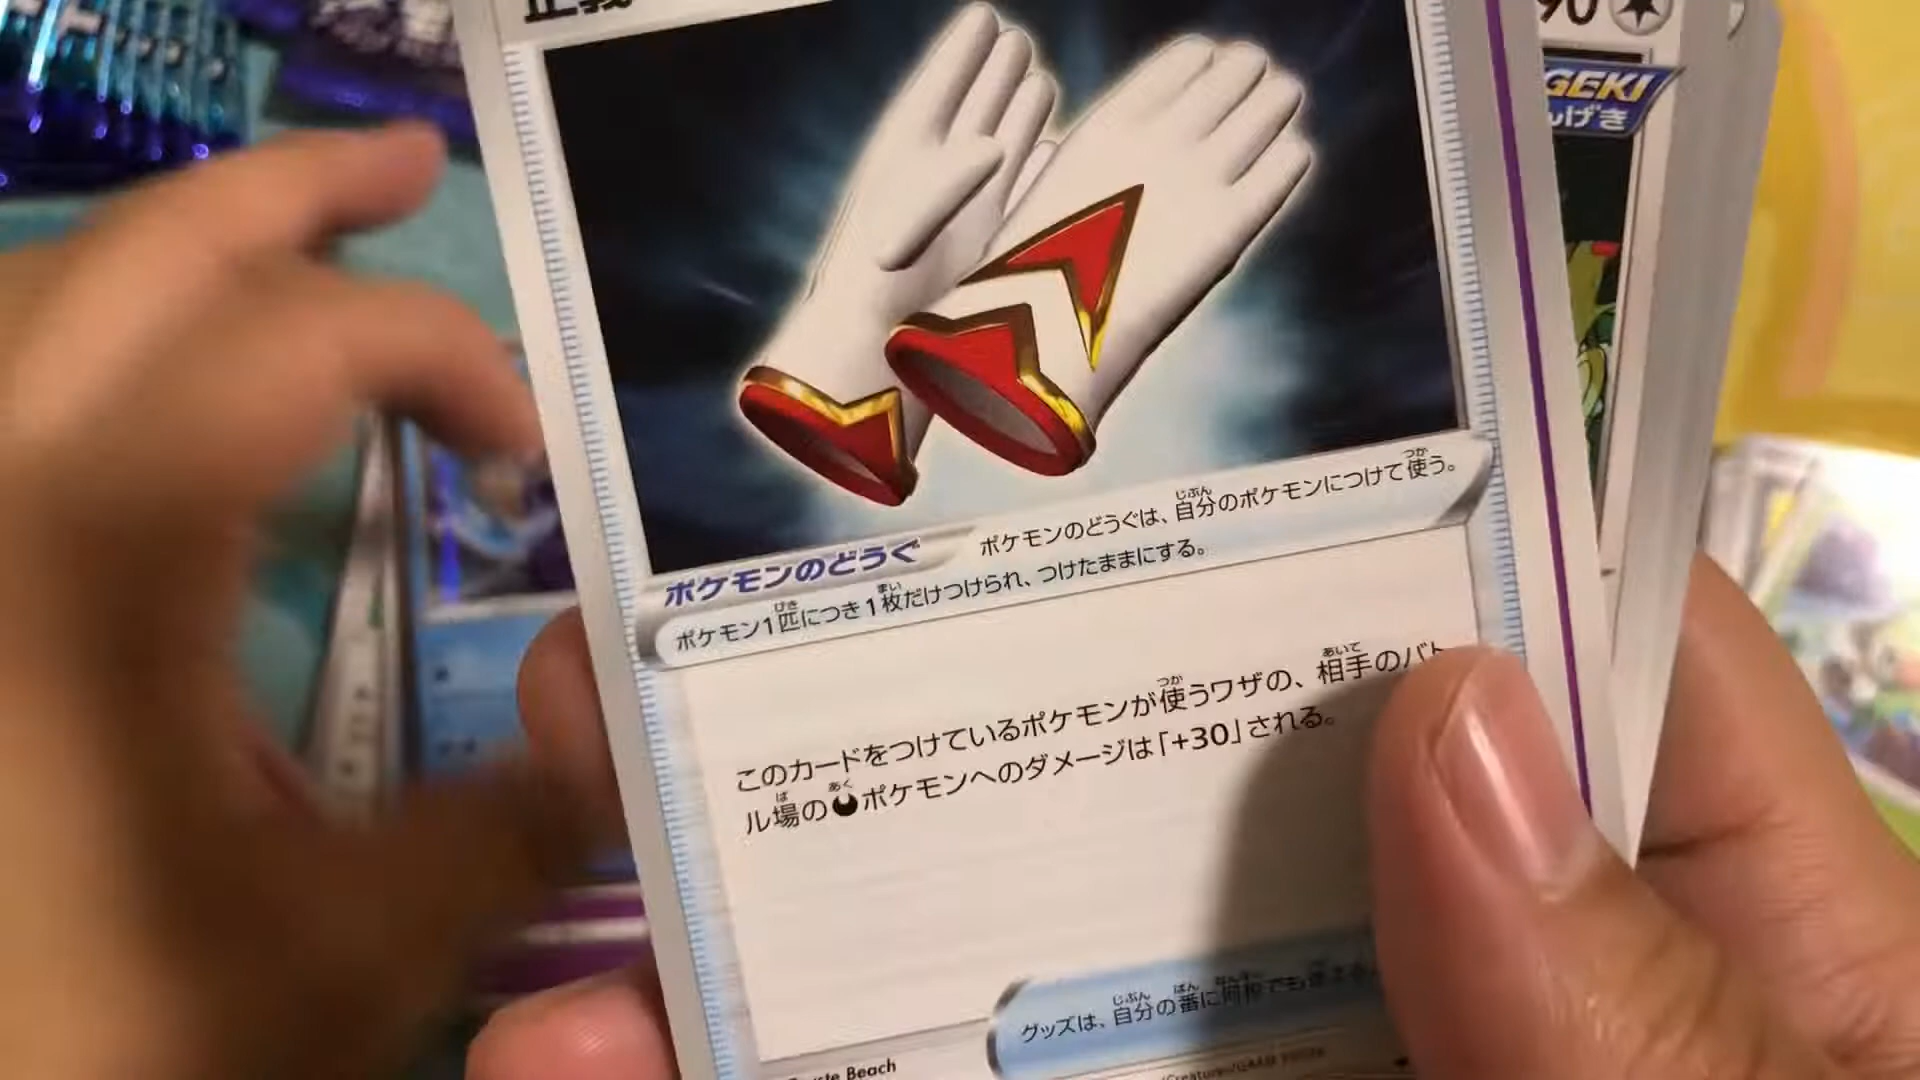 正義
90
GEKI
んげき
ポケモンのどうぐ
ポケモンのどうぐは、自分のポケモンにつけて使う。
ポケモン1匹につき1枚だけつけられ、つけたままにする。
このカードをつけているポケモンが使うワザの、相手のバト
ル場のポケモンへのダメージは「+30」される。
グッズは、自分の番に何枚でも使える
Beach